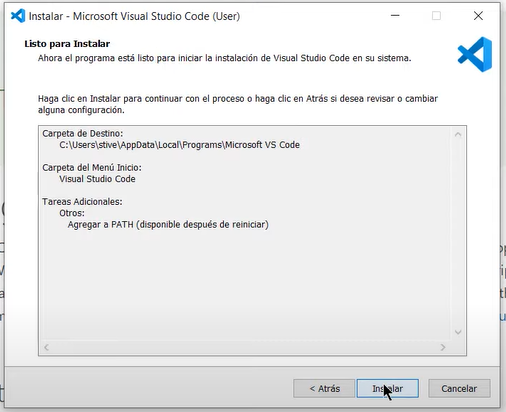 Instalar - Microsoft Visual Studio Code (User)
Listo para Instalar
Ahora el programa está listo para iniciar la instalación de Visual Studio Code en su sistema.
Haga clic en Instalar para continuar con el proceso o haga clic en Atrás si desea revisar o cambiar
alguna configuración.
Carpeta de Destino:
C:\Users\stive\AppData\Local\Programs\Microsoft VS Code
Carpeta del Menú Inicio:
Visual Studio Code
Tareas Adicionales:
Otros:
Agregar a PATH (disponible después de reiniciar)
< Atrás
Instalar
Cancelar